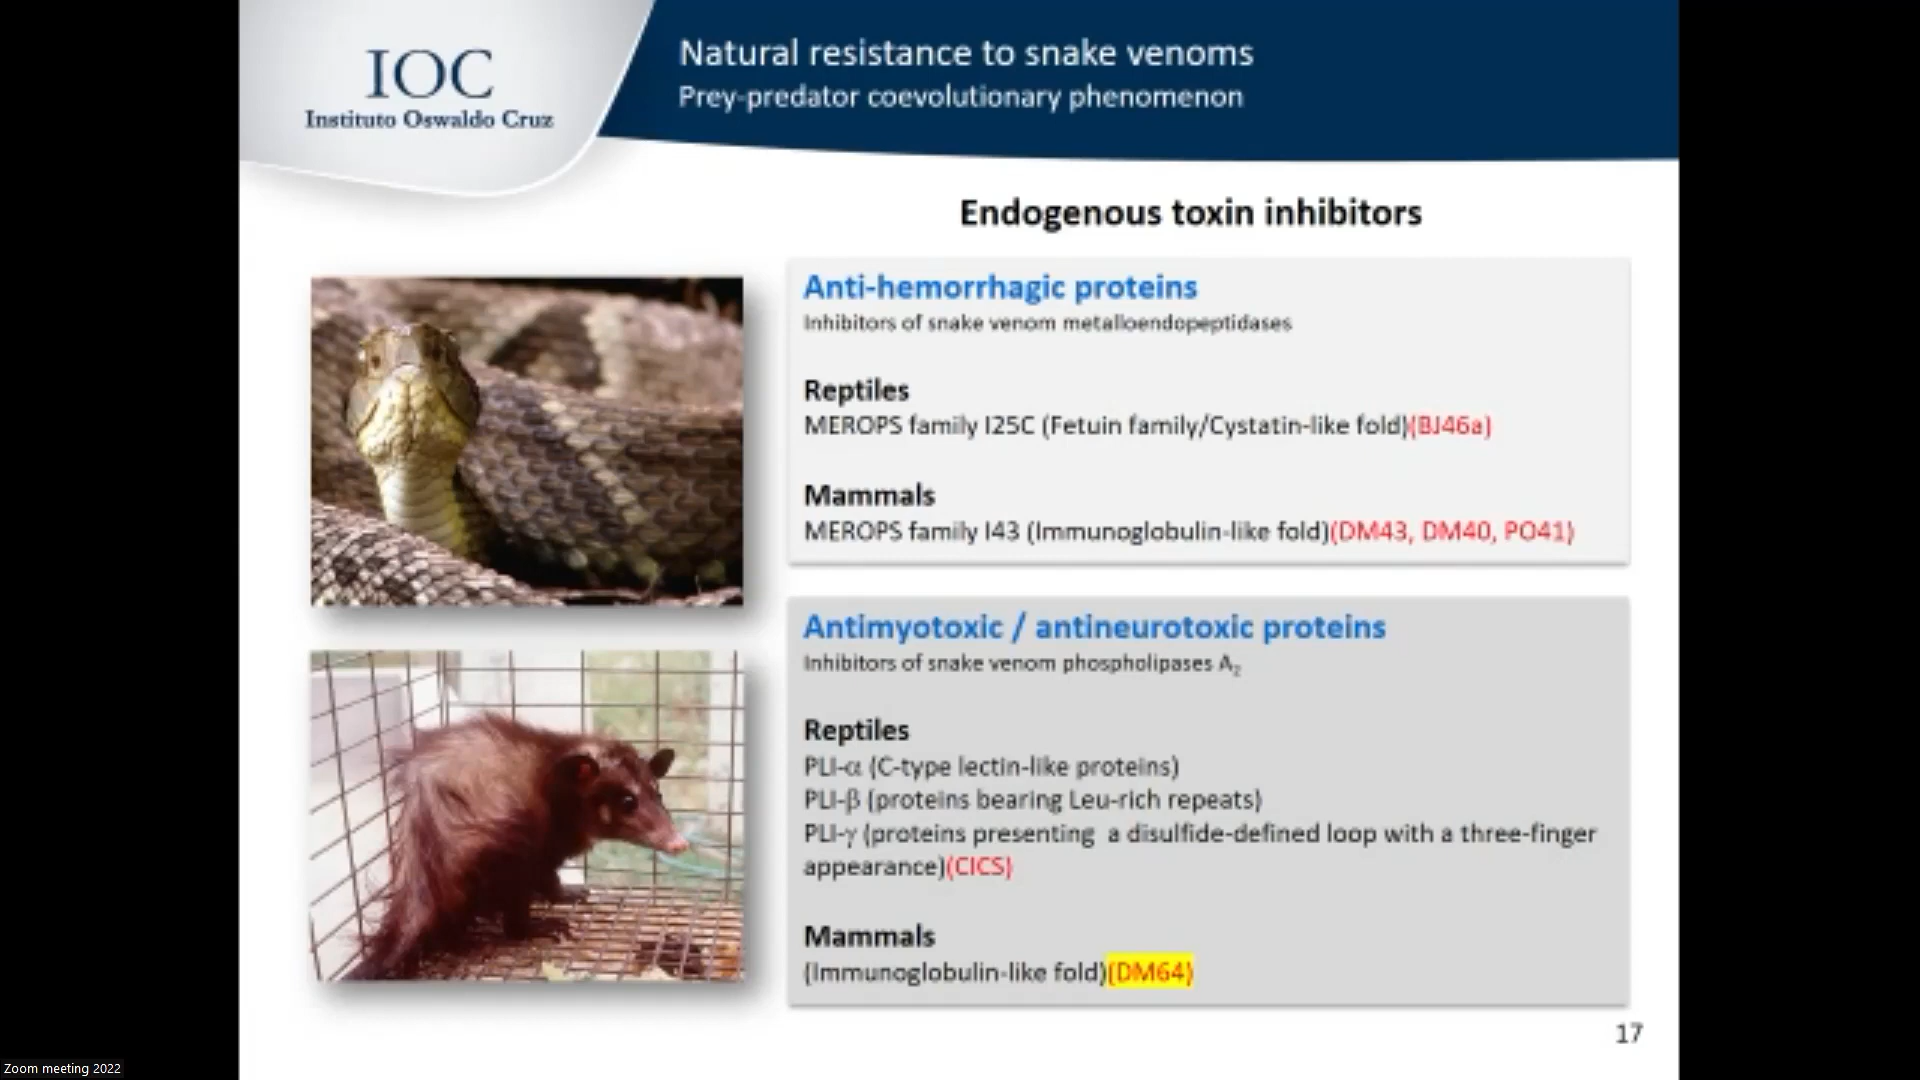 IOC
Instituto Oswaldo Cruz
Natural resistance to snake venoms
Prey-predator coevolutionary phenomenon
Endogenous toxin inhibitors
Anti-hemorrhagic proteins
Inhibitors of snake venom metalloendopeptidases
Reptiles
MEROPS family I25C (Fetuin family/Cystatin-like fold)(BJ46a)
Mammals
MEROPS family I43 (Immunoglobulin-like fold)(DM43, DM40, PO41)
Antimyotoxic / antineurotoxic proteins
Inhibitors of snake venom phospholipases A₂
Reptiles
PLI-α (C-type lectin-like proteins)
PLI-β (proteins bearing Leu-rich repeats)
PLI-γ (proteins presenting a disulfide-defined loop with a three-finger
appearance)(CICS)
Mammals
(Immunoglobulin-like fold)(DM64)
17
Zoom meeting 2022